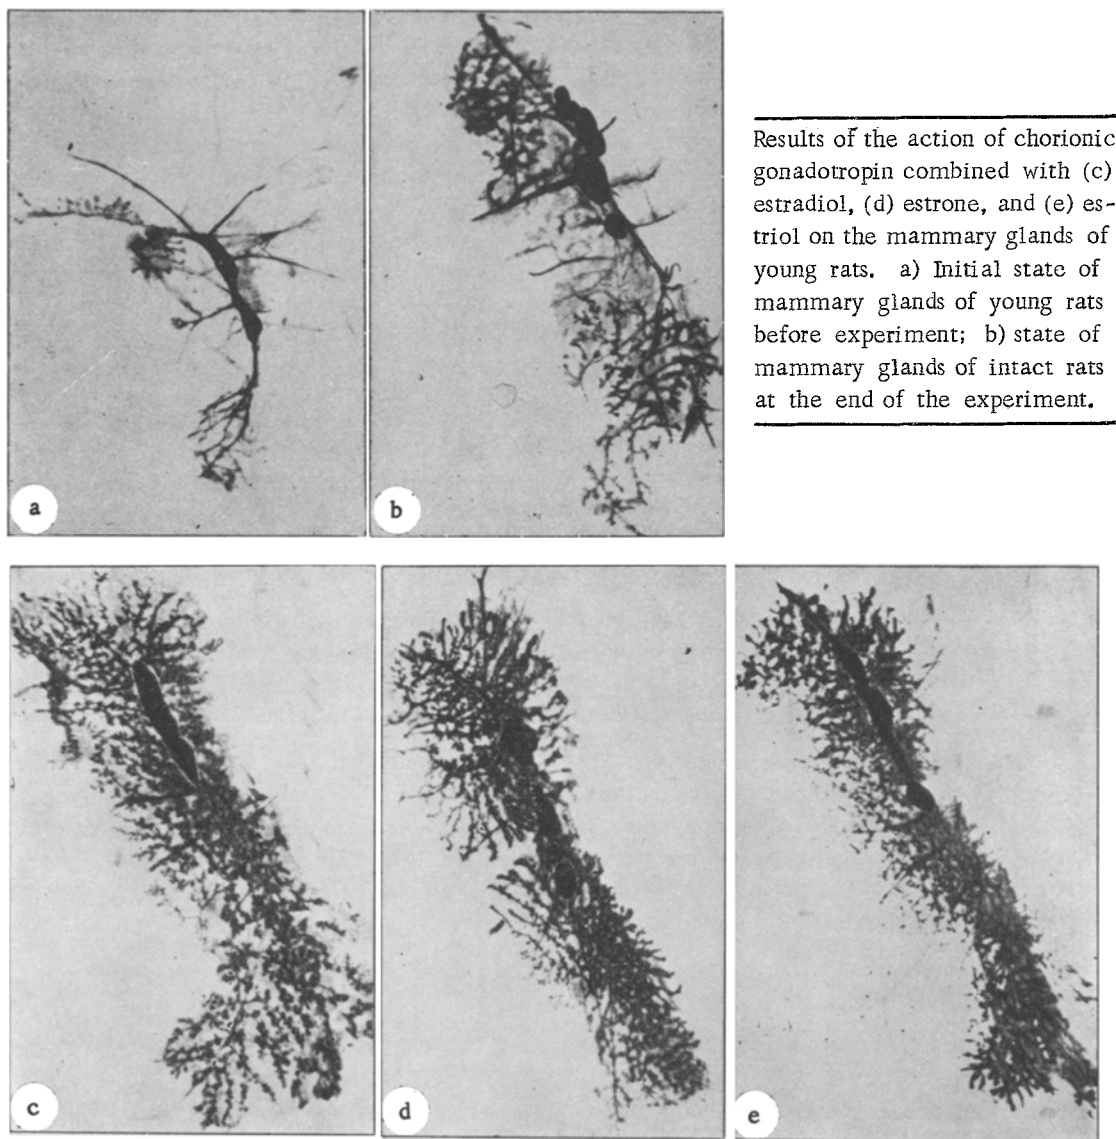 Results of the action of chorionic
gonadotropin combined with (c)
estradiol, (d) estrone, and (e) es-
triol on the mammary glands of
young rats. a) Initial state of
mammary glands of young rats
before experiment; b) state of
mammary glands of intact rats
at the end of the experiment.
a
b
c
d
e